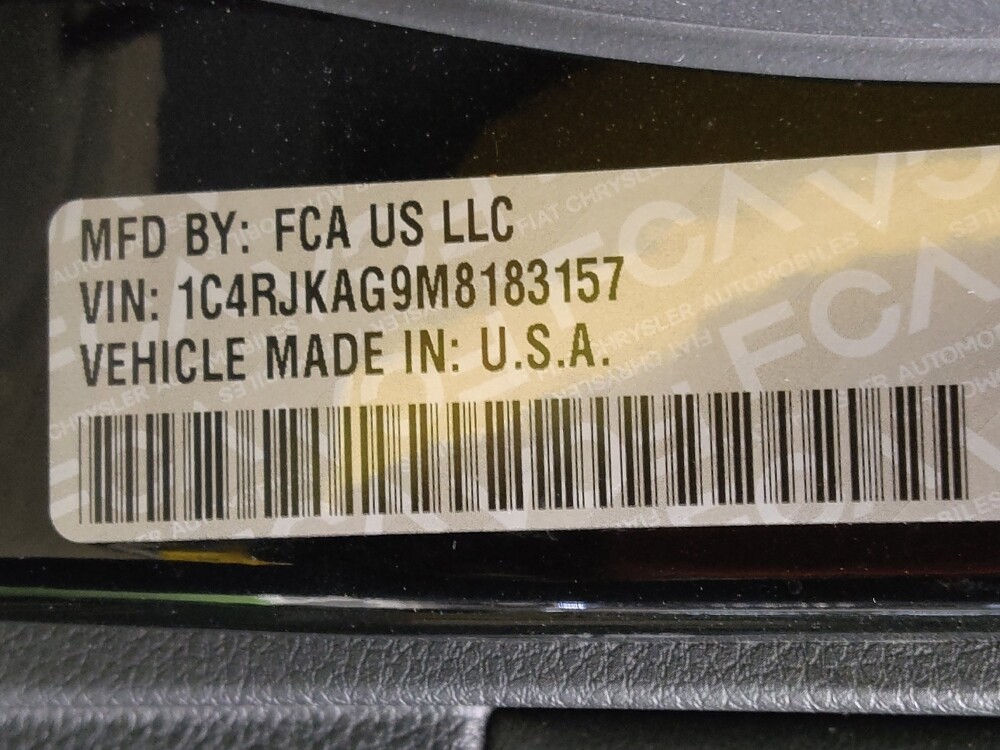 MFD BY: FCA US LLC
VIN: 1C4RJKAG9M8183157
VEHICLE MADE IN: U.S.A.